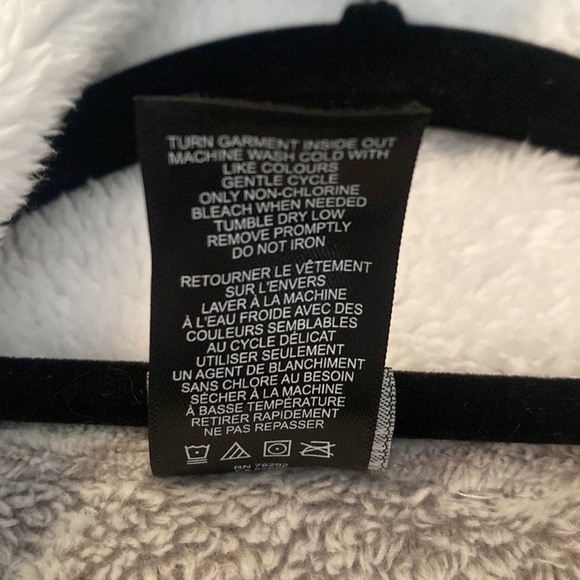 TURN GARMENT INSIDE OUT
MACHINE WASH COLD WITH
LIKE COLOURS
GENTLE CYCLE
ONLY NON-CHLORINE
BLEACH WHEN NEEDED
TUMBLE DRY LOW
REMOVE PROMPTLY
DO NOT IRON
RETOURNER LE VÊTEMENT
SUR L'ENVERS
LAVER À LA MACHINE
À L'EAU FROIDE AVEC DES
COULEURS SEMBLABLES
AU CYCLE DÉLICAT
UTILISER SEULEMENT
UN AGENT DE BLANCHIMENT
SANS CHLORE AU BESOIN
SÉCHER À LA MACHINE
À BASSE TEMPÉRATURE
RETIRER RAPIDEMENT
NE PAS REPASSER
RN 76292